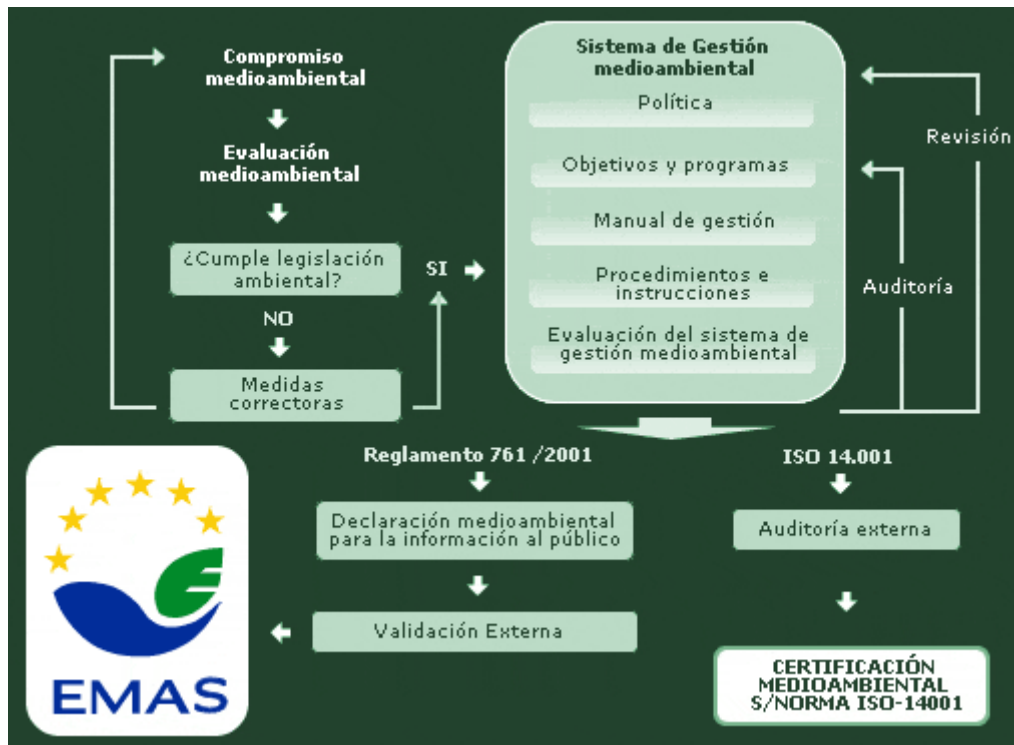 Compromiso
medioambiental
Evaluación
medioambiental
¿Cumple legislación
ambiental?
SI
NO
Medidas
correctoras
Sistema de Gestión
medioambiental
Política
Objetivos y programas
Manual de gestión
Procedimientos e
instrucciones
Evaluación del sistema de
gestión medioambiental
Revisión
Auditoría
Reglamento 761 /2001
Declaración medioambiental
para la información al público
Validación Externa
EMAS
ISO 14.001
Auditoría externa
CERTIFICACIÓN
MEDIOAMBIENTAL
S/NORMA ISO-14001